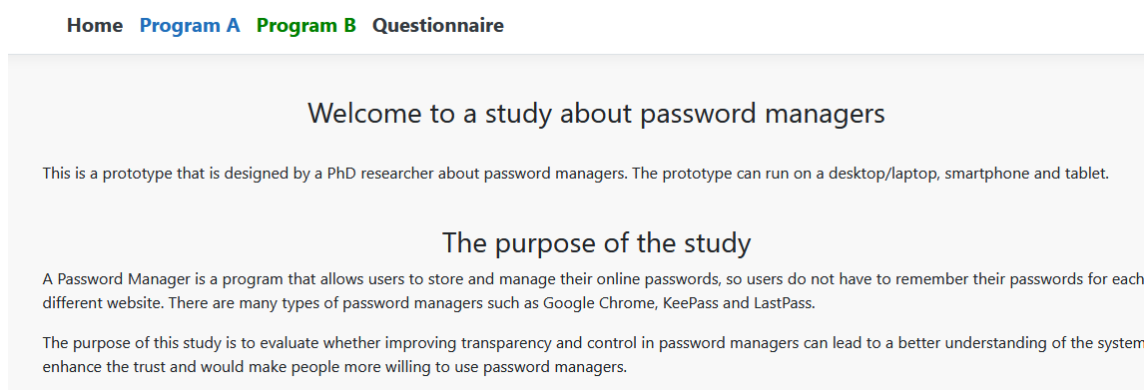 Home Program A Program B Questionnaire
Welcome to a study about password managers
This is a prototype that is designed by a PhD researcher about password managers. The prototype can run on a desktop/laptop, smartphone and tablet.
The purpose of the study
A Password Manager is a program that allows users to store and manage their online passwords, so users do not have to remember their passwords for each
different website. There are many types of password managers such as Google Chrome, KeePass and LastPass.
The purpose of this study is to evaluate whether improving transparency and control in password managers can lead to a better understanding of the system
enhance the trust and would make people more willing to use password managers.